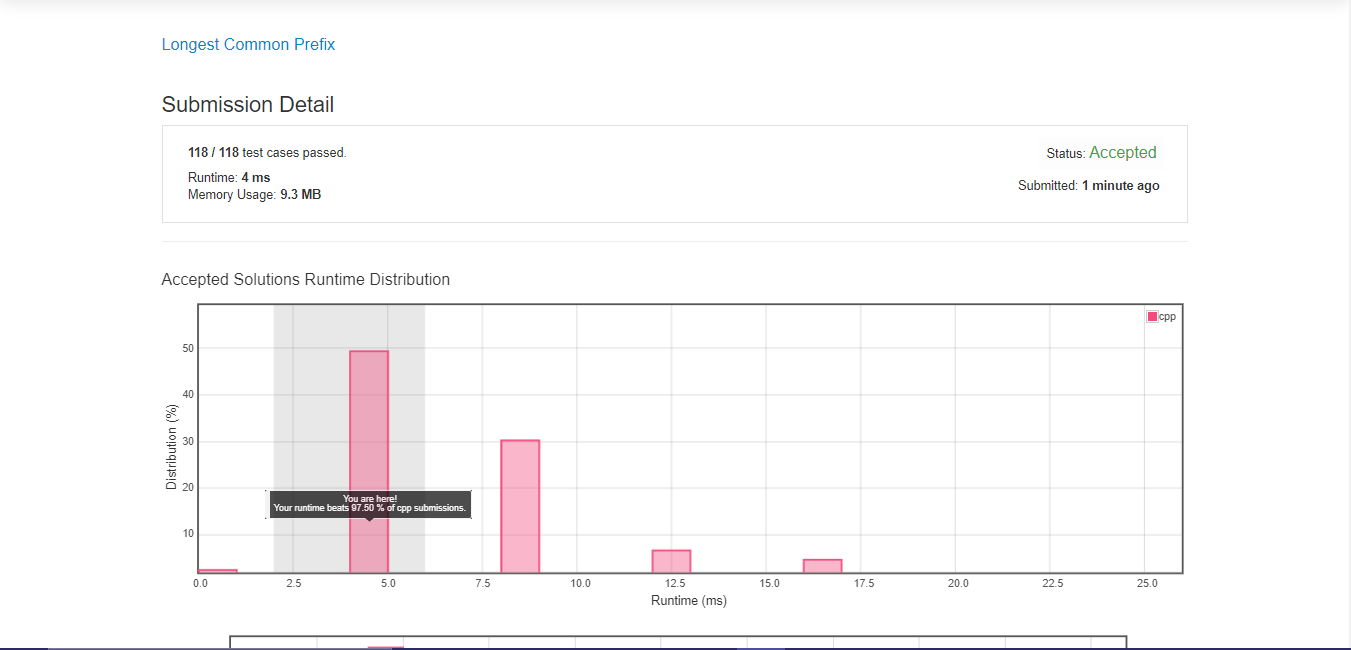 Longest Common Prefix
Submission Detail
118 / 118 test cases passed.
Status: Accepted
Runtime: 4 ms
Memory Usage: 9.3 MB
Submitted: 1 minute ago
Accepted Solutions Runtime Distribution
cpp
50
40
30
20
10
Distribution (%)
You are here!
Your runtime beats 97.50 % of cpp submissions.
0.0 2.5 5.0 7.5 10.0 12.5 15.0 17.5 20.0 22.5 25.0
Runtime (ms)